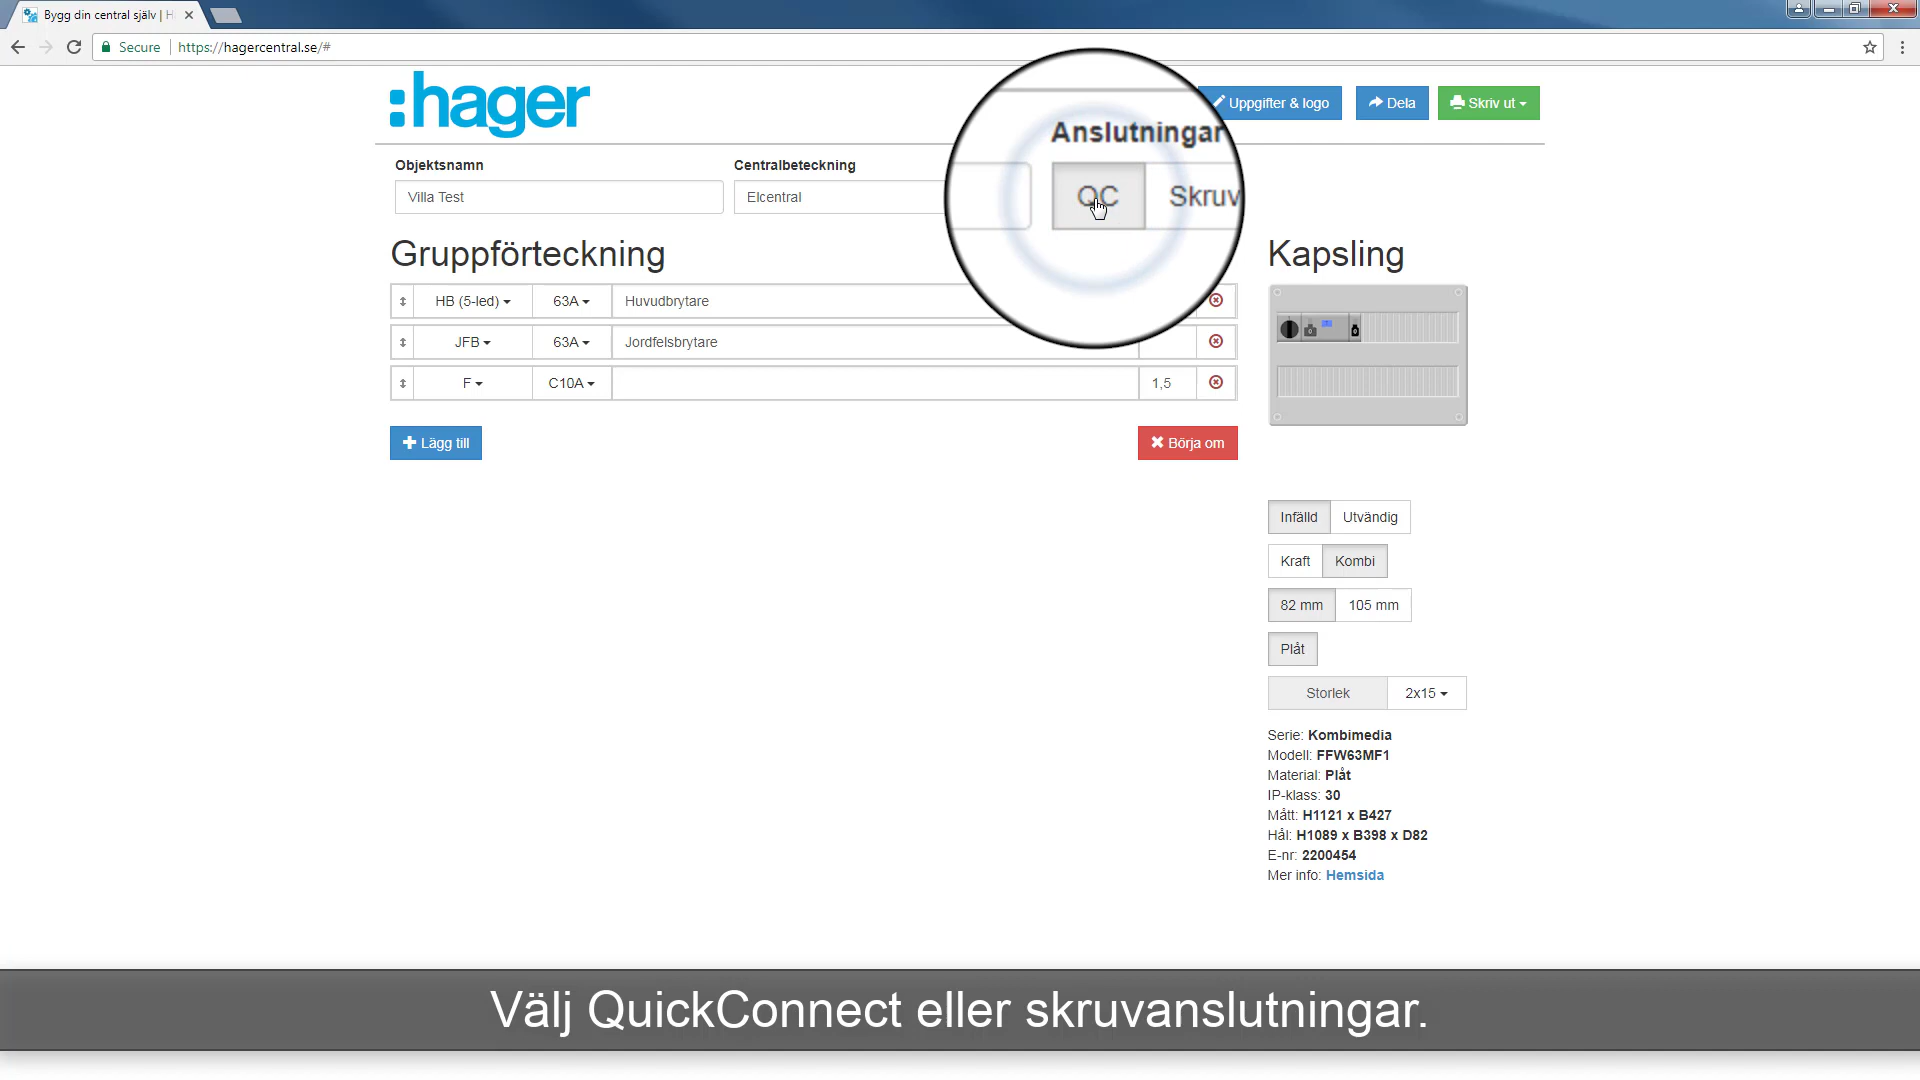 Bygg din central själv | H
Secure
https://hagercentral.se/#
:hager
Uppgifter & logo
Dela
Skriv ut
Objektsnamn
Centralbeteckning
Anslutningar
Villa Test
Elcentral
QC
Skruv
Gruppförteckning
Kapsling
HB (5-led)
63A
Huvudbrytare
JFB
63A
Jordfelsbrytare
F
C10A
1,5
Lägg till
Börja om
Infälld
Utvändig
Kraft
Kombi
82 mm
105 mm
Plåt
Storlek
2x15
Serie: Kombimedia
Modell: FFW63MF1
Material: Plåt
IP-klass: 30
Mått: H1121 x B427
Hål: H1089 x B398 x D82
E-nr: 2200454
Mer info: Hemsida
Välj QuickConnect eller skruvanslutningar.